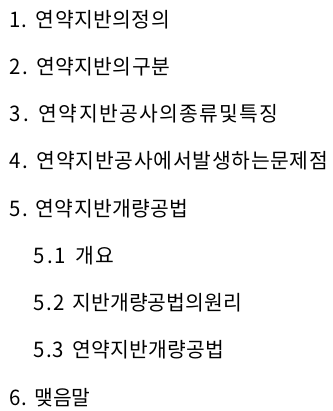 1. 연약지반의정의
2. 연약지반의구분
3. 연약지반공사의종류및특징
4. 연약지반공사에서발생하는문제점
5. 연약지반개량공법
5.1 개요
5.2 지반개량공법의원리
5.3 연약지반개량공법
6. 맺음말